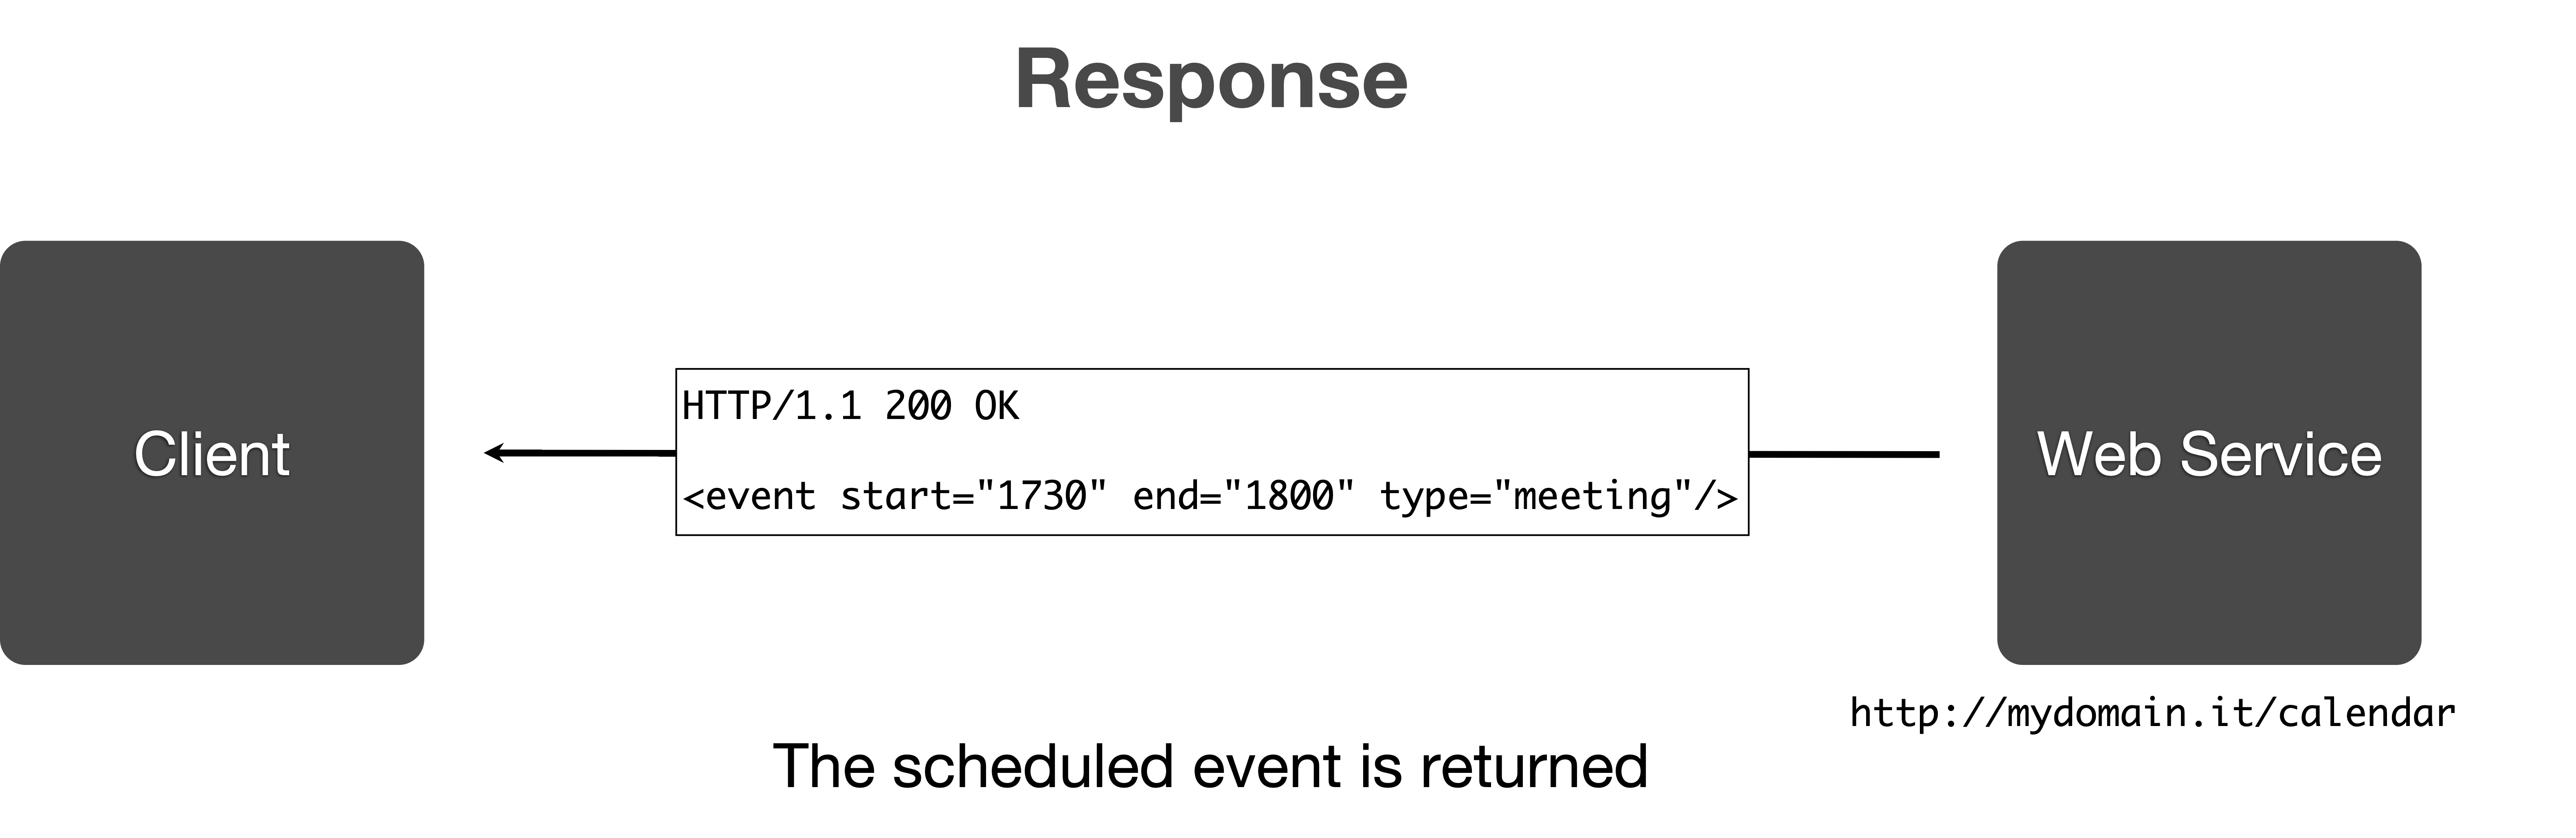 Response
Client
HTTP/1.1 200 OK
<event start="1730" end="1800" type="meeting"/>
Web Service
http://mydomain.it/calendar
The scheduled event is returned